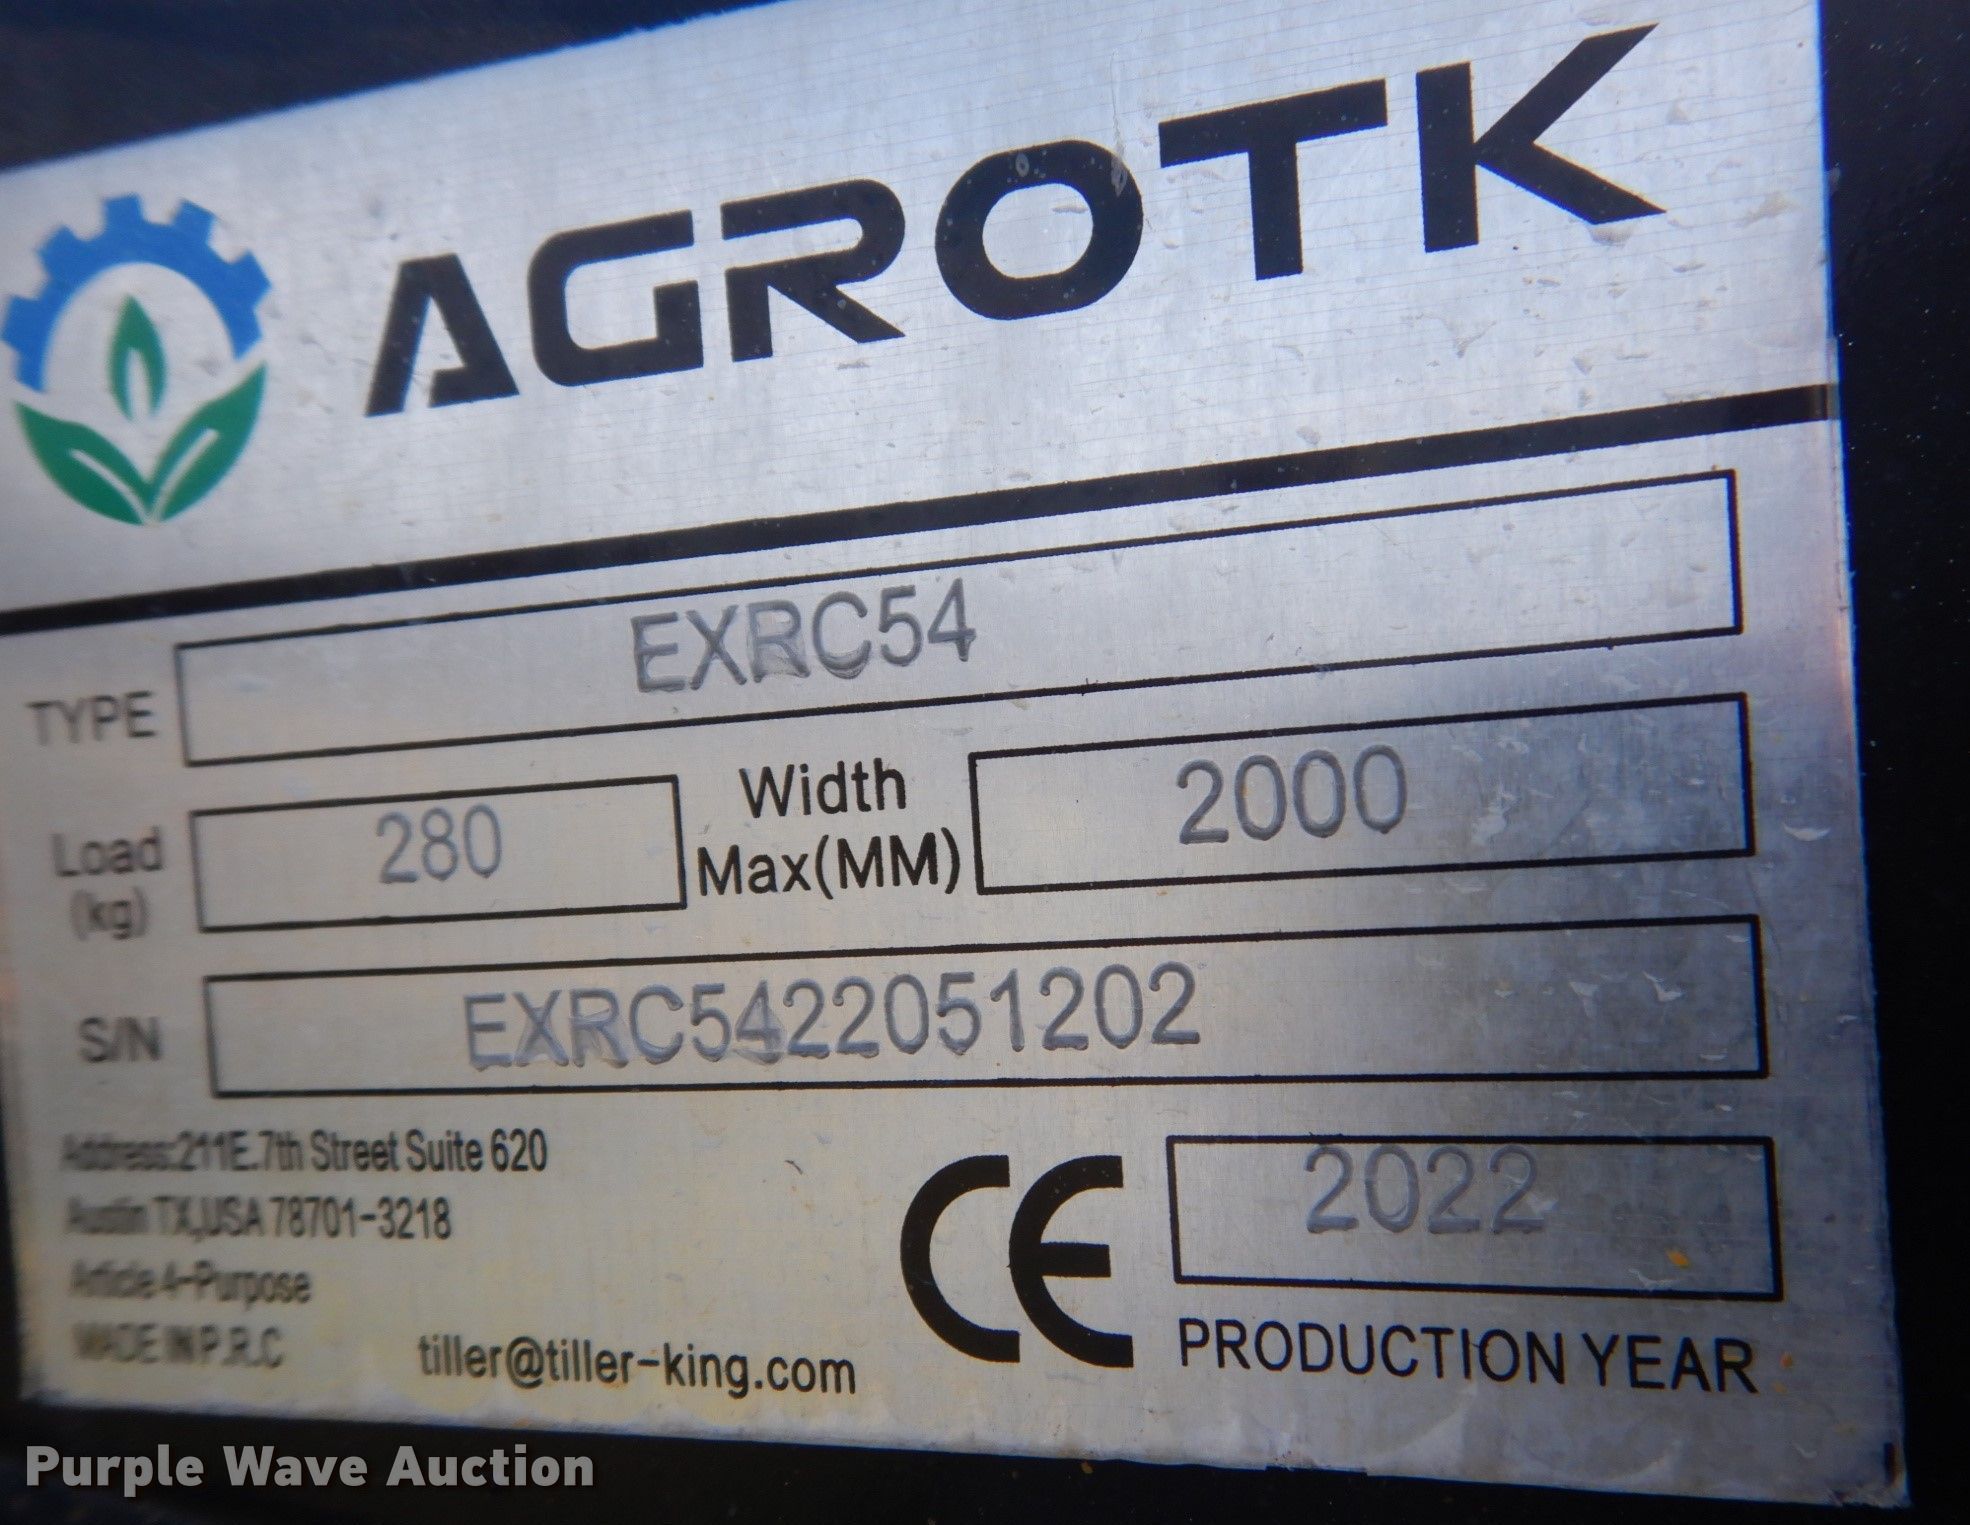 AGROTK
TYPE EXRC54
Load (kg) 280 Width Max(MM) 2000
S/N EXRC5422051202
Address:211E.7th Street Suite 620
Austin TX,USA 78701-3218
Article 4-Purpose
MADE IN P.R.C
tiller@tiller-king.com
CE
2022
PRODUCTION YEAR
Purple Wave Auction